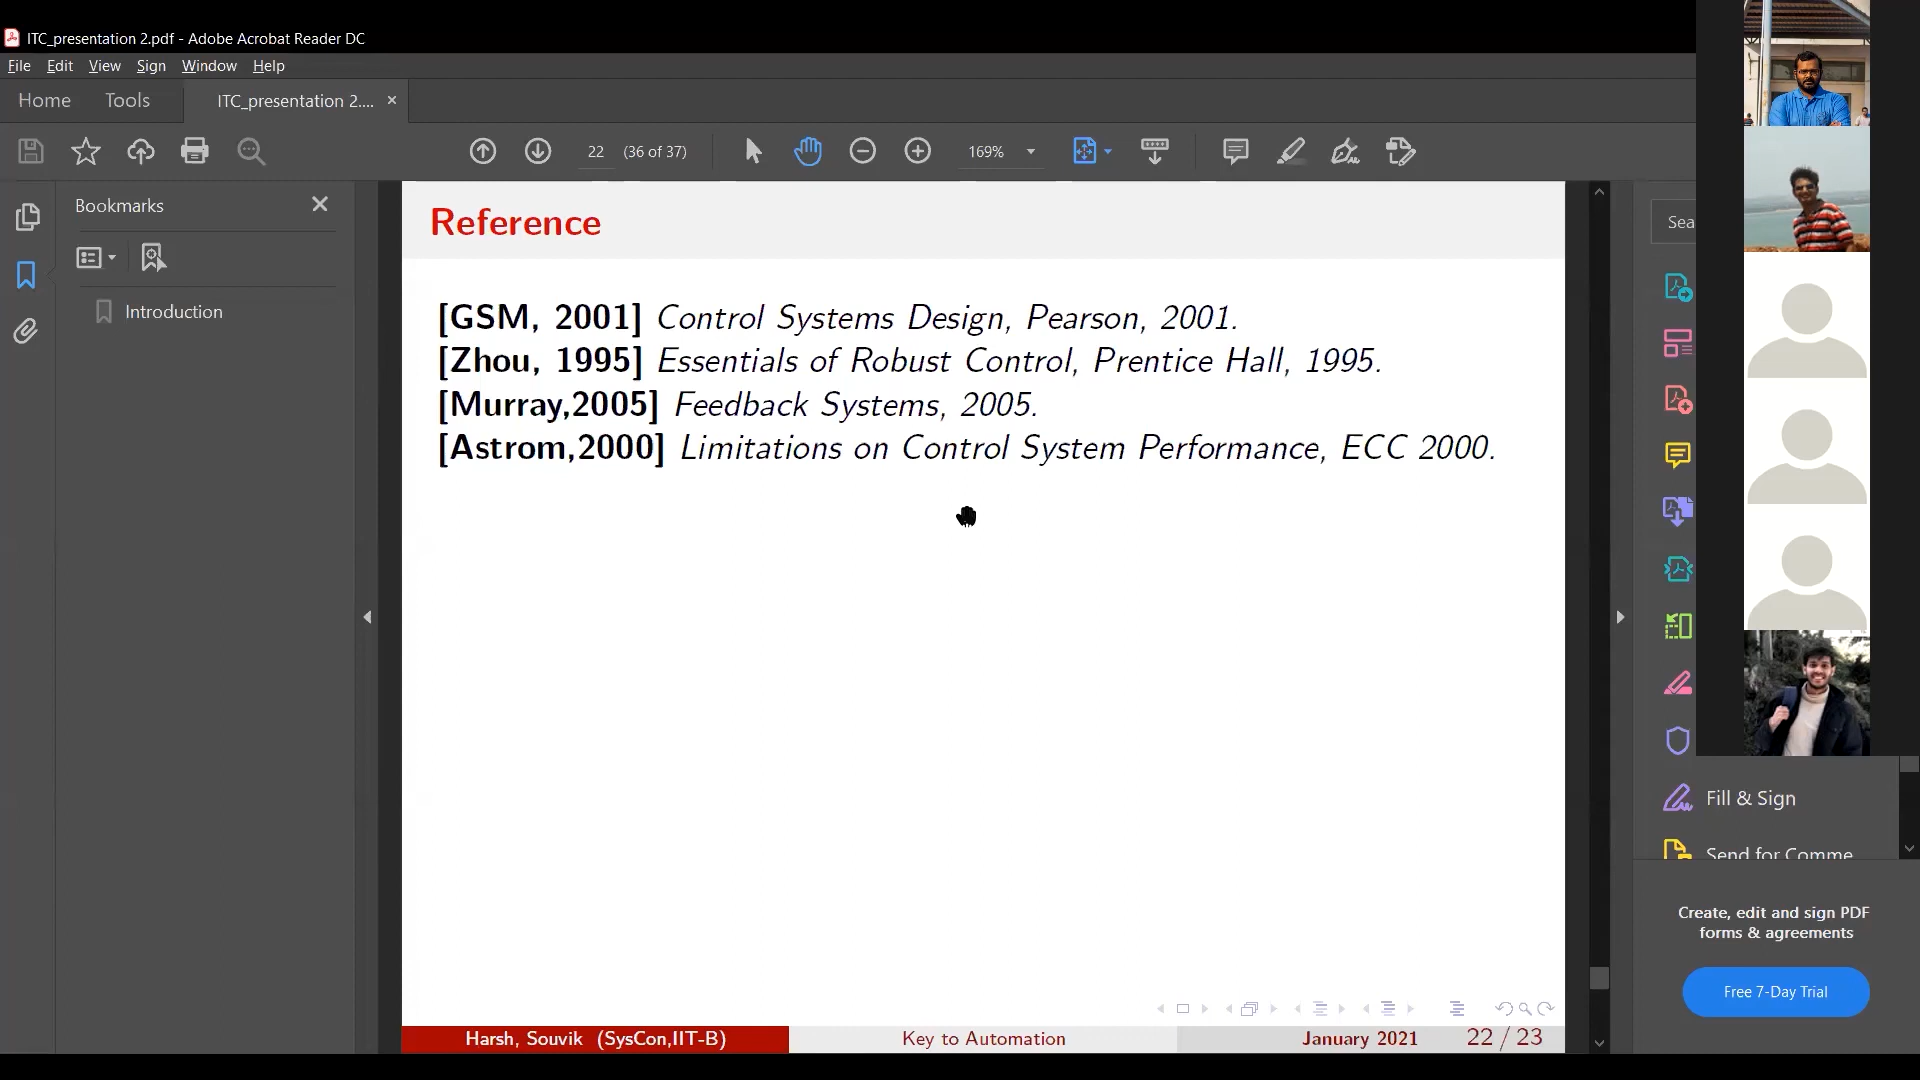 ITC_presentation 2.pdf - Adobe Acrobat Reader DC
File Edit View Sign Window Help
Home Tools ITC_presentation 2.... ×
22 (36 of 37) 169%
Bookmarks
Introduction
Reference
[GSM, 2001] Control Systems Design, Pearson, 2001.
[Zhou, 1995] Essentials of Robust Control, Prentice Hall, 1995.
[Murray,2005] Feedback Systems, 2005.
[Astrom,2000] Limitations on Control System Performance, ECC 2000.
Harsh, Souvik (SysCon,IIT-B) Key to Automation January 2021 22 / 23
Sea
Fill & Sign
Send for Comme
Create, edit and sign PDF
forms & agreements
Free 7-Day Trial